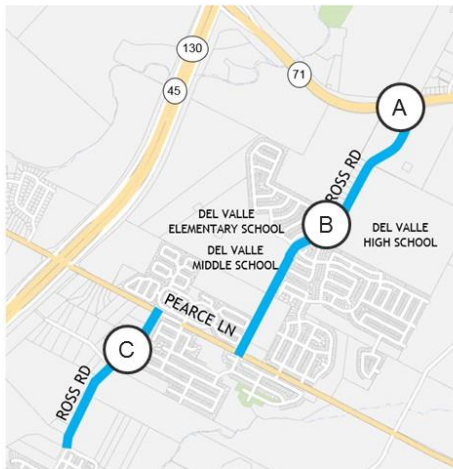 130
45
71
A
ROSS RD
DEL VALLE
ELEMENTARY SCHOOL
B
DEL VALLE
HIGH SCHOOL
DEL VALLE
MIDDLE SCHOOL
PEARCE LN
C
ROSS RD